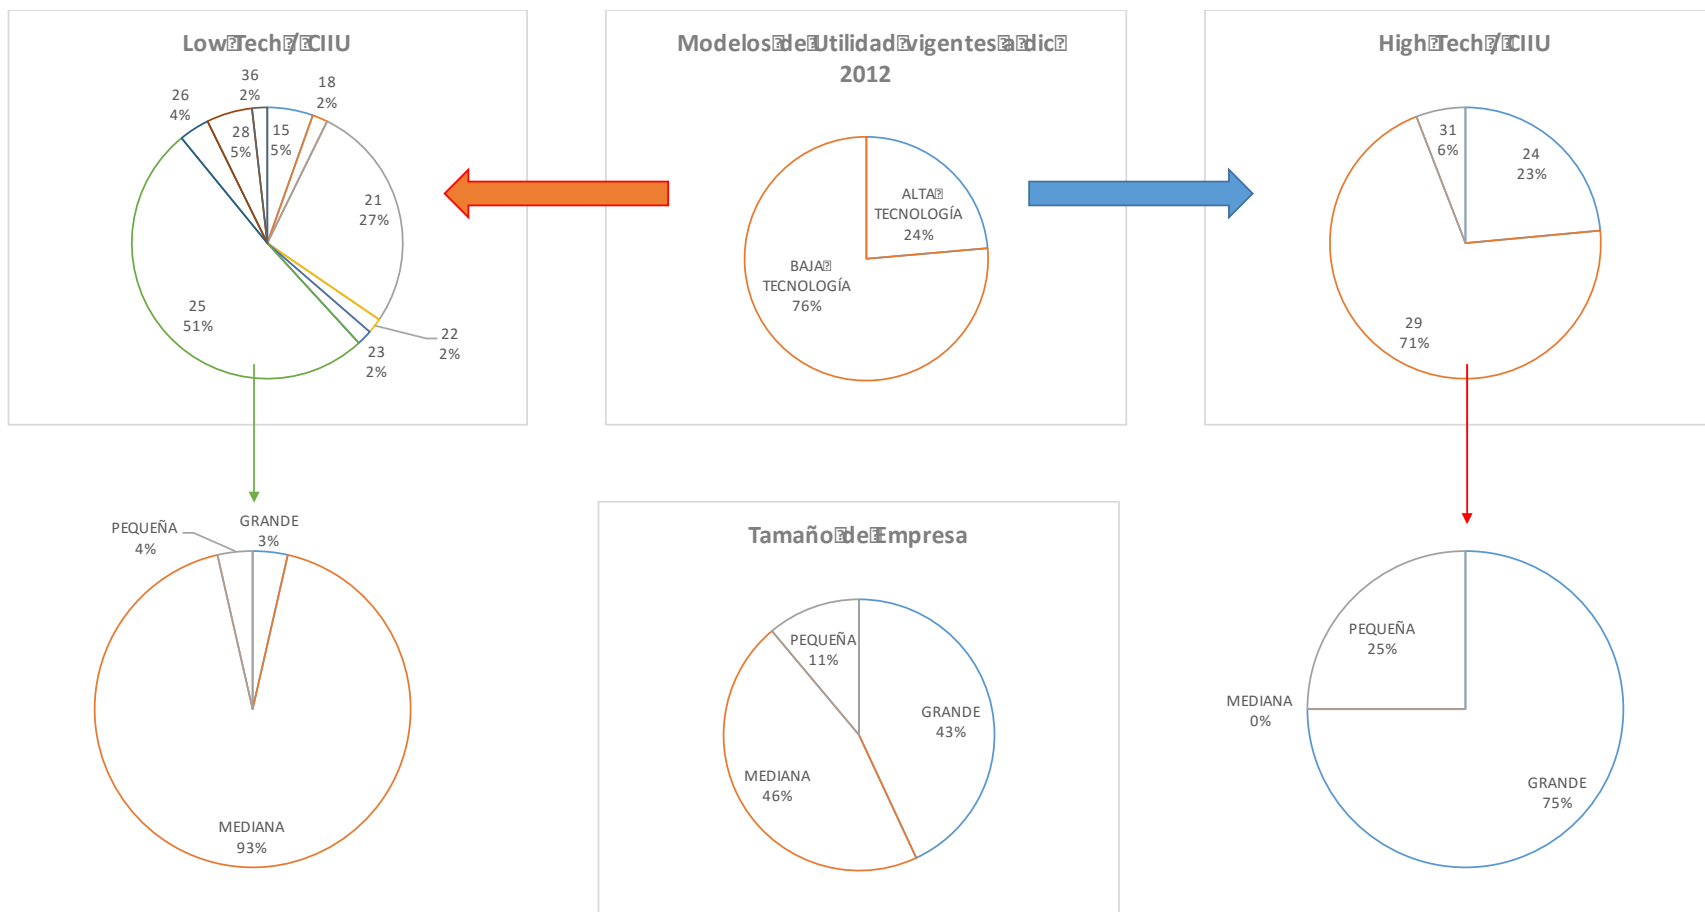 Low Tech / CIIU
36
2%
18
2%
26
4%
28
5%
15
5%
21
27%
25
51%
22
2%
23
2%
Modelos de Utilidad vigentes a dic
2012
ALTA
TECNOLOGÍA
24%
BAJA
TECNOLOGÍA
76%
High Tech / CIIU
31
6%
24
23%
29
71%
PEQUEÑA
4%
GRANDE
3%
MEDIANA
93%
Tamaño de Empresa
PEQUEÑA
11%
GRANDE
43%
MEDIANA
46%
PEQUEÑA
25%
MEDIANA
0%
GRANDE
75%